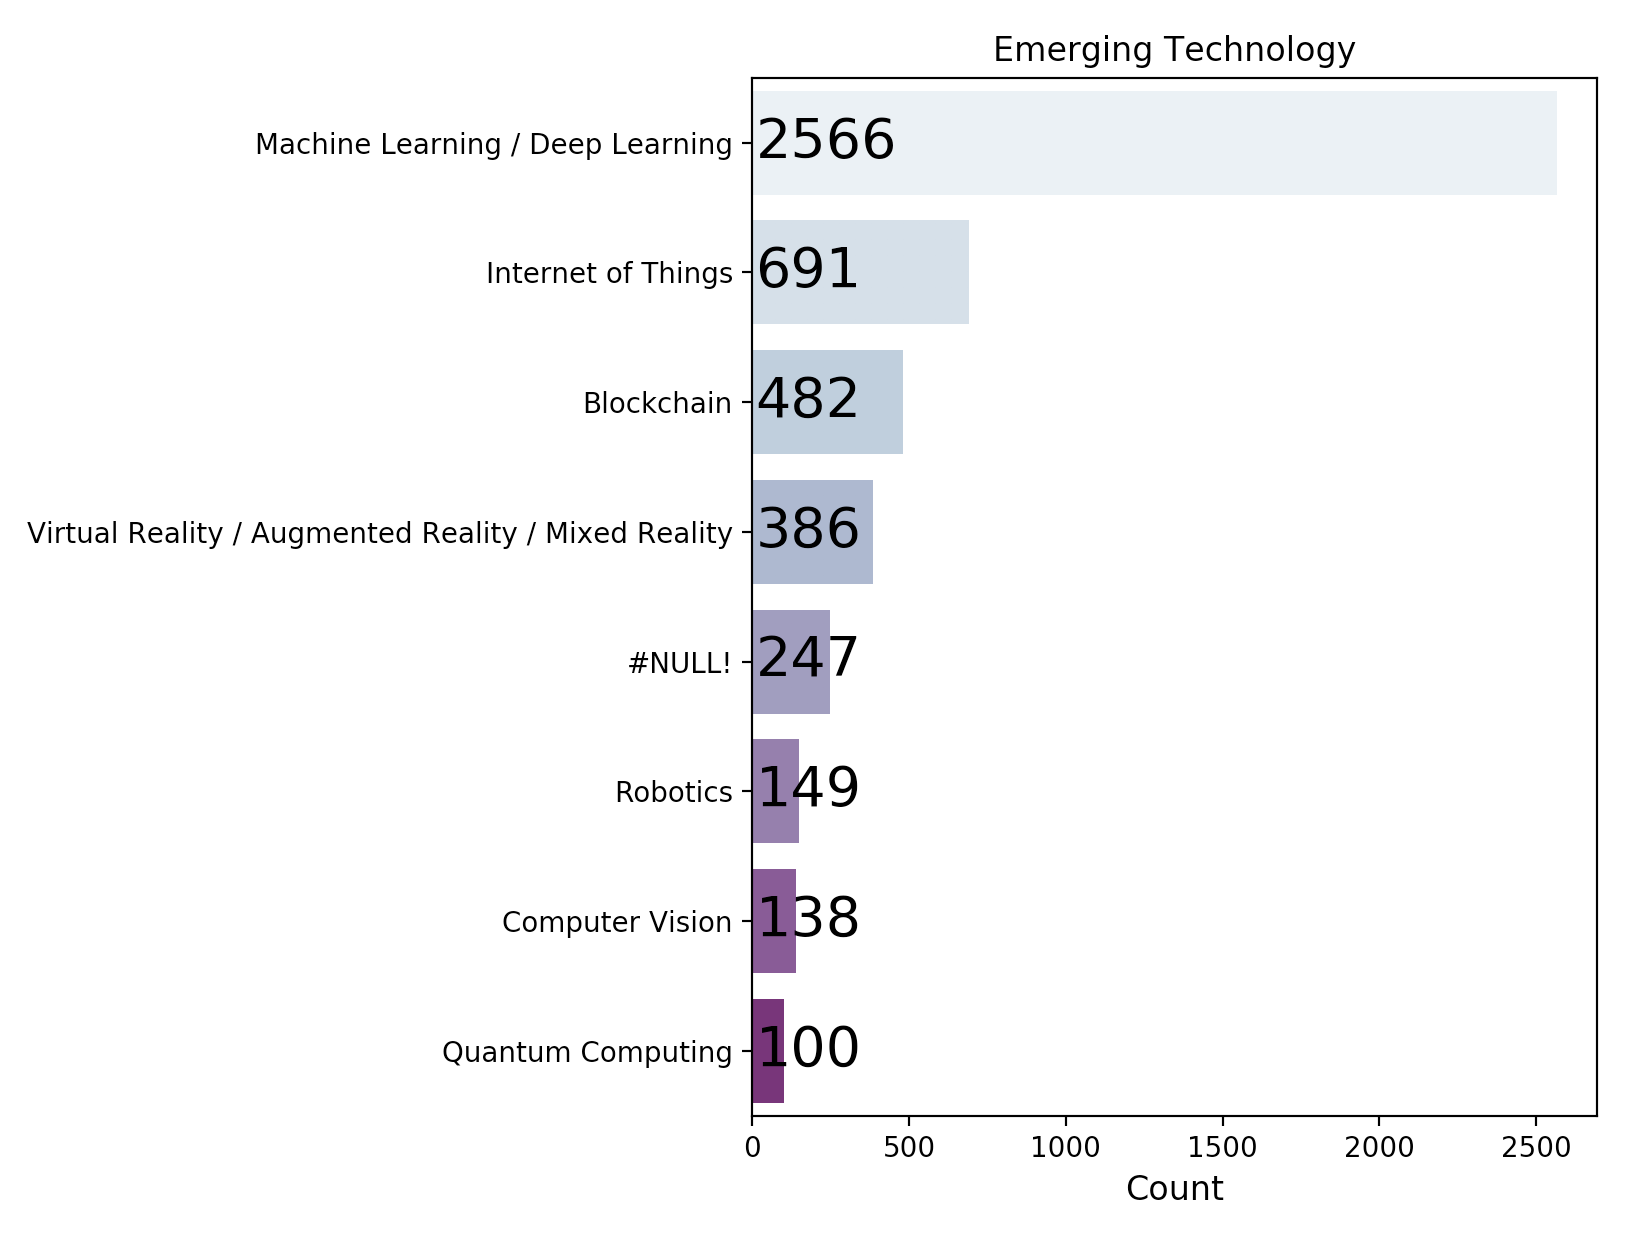 Emerging Technology
Machine Learning / Deep Learning 2566
Internet of Things 691
Blockchain 482
Virtual Reality / Augmented Reality / Mixed Reality 386
#NULL! 247
Robotics 149
Computer Vision 138
Quantum Computing 100
0 500 1000 1500 2000 2500
Count